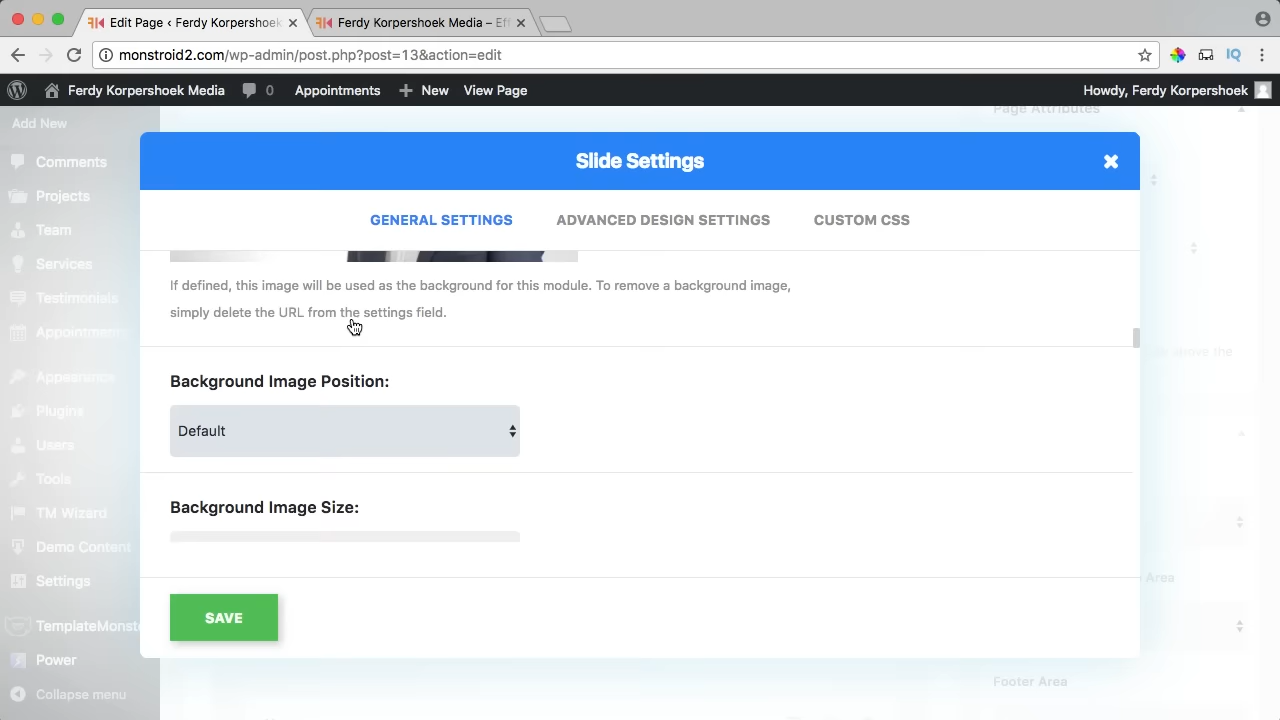 Edit Page ‹ Ferdy Korpershoek
Ferdy Korpershoek Media – Eff
monstroid2.com/wp-admin/post.php?post=13&action=edit
Ferdy Korpershoek Media
0
Appointments
New
View Page
Howdy, Ferdy Korpershoek
Page Attributes
Add New
Comments
Projects
Team
Services
Testimonials
Appointments
Appearance
Plugins
Users
Tools
TM Wizard
Demo Content
Settings
TemplateMonste
Power
Collapse menu
Slide Settings
GENERAL SETTINGS
ADVANCED DESIGN SETTINGS
CUSTOM CSS
If defined, this image will be used as the background for this module. To remove a background image,
simply delete the URL from the settings field.
Background Image Position:
Default
Background Image Size:
SAVE
the
Area
Footer Area